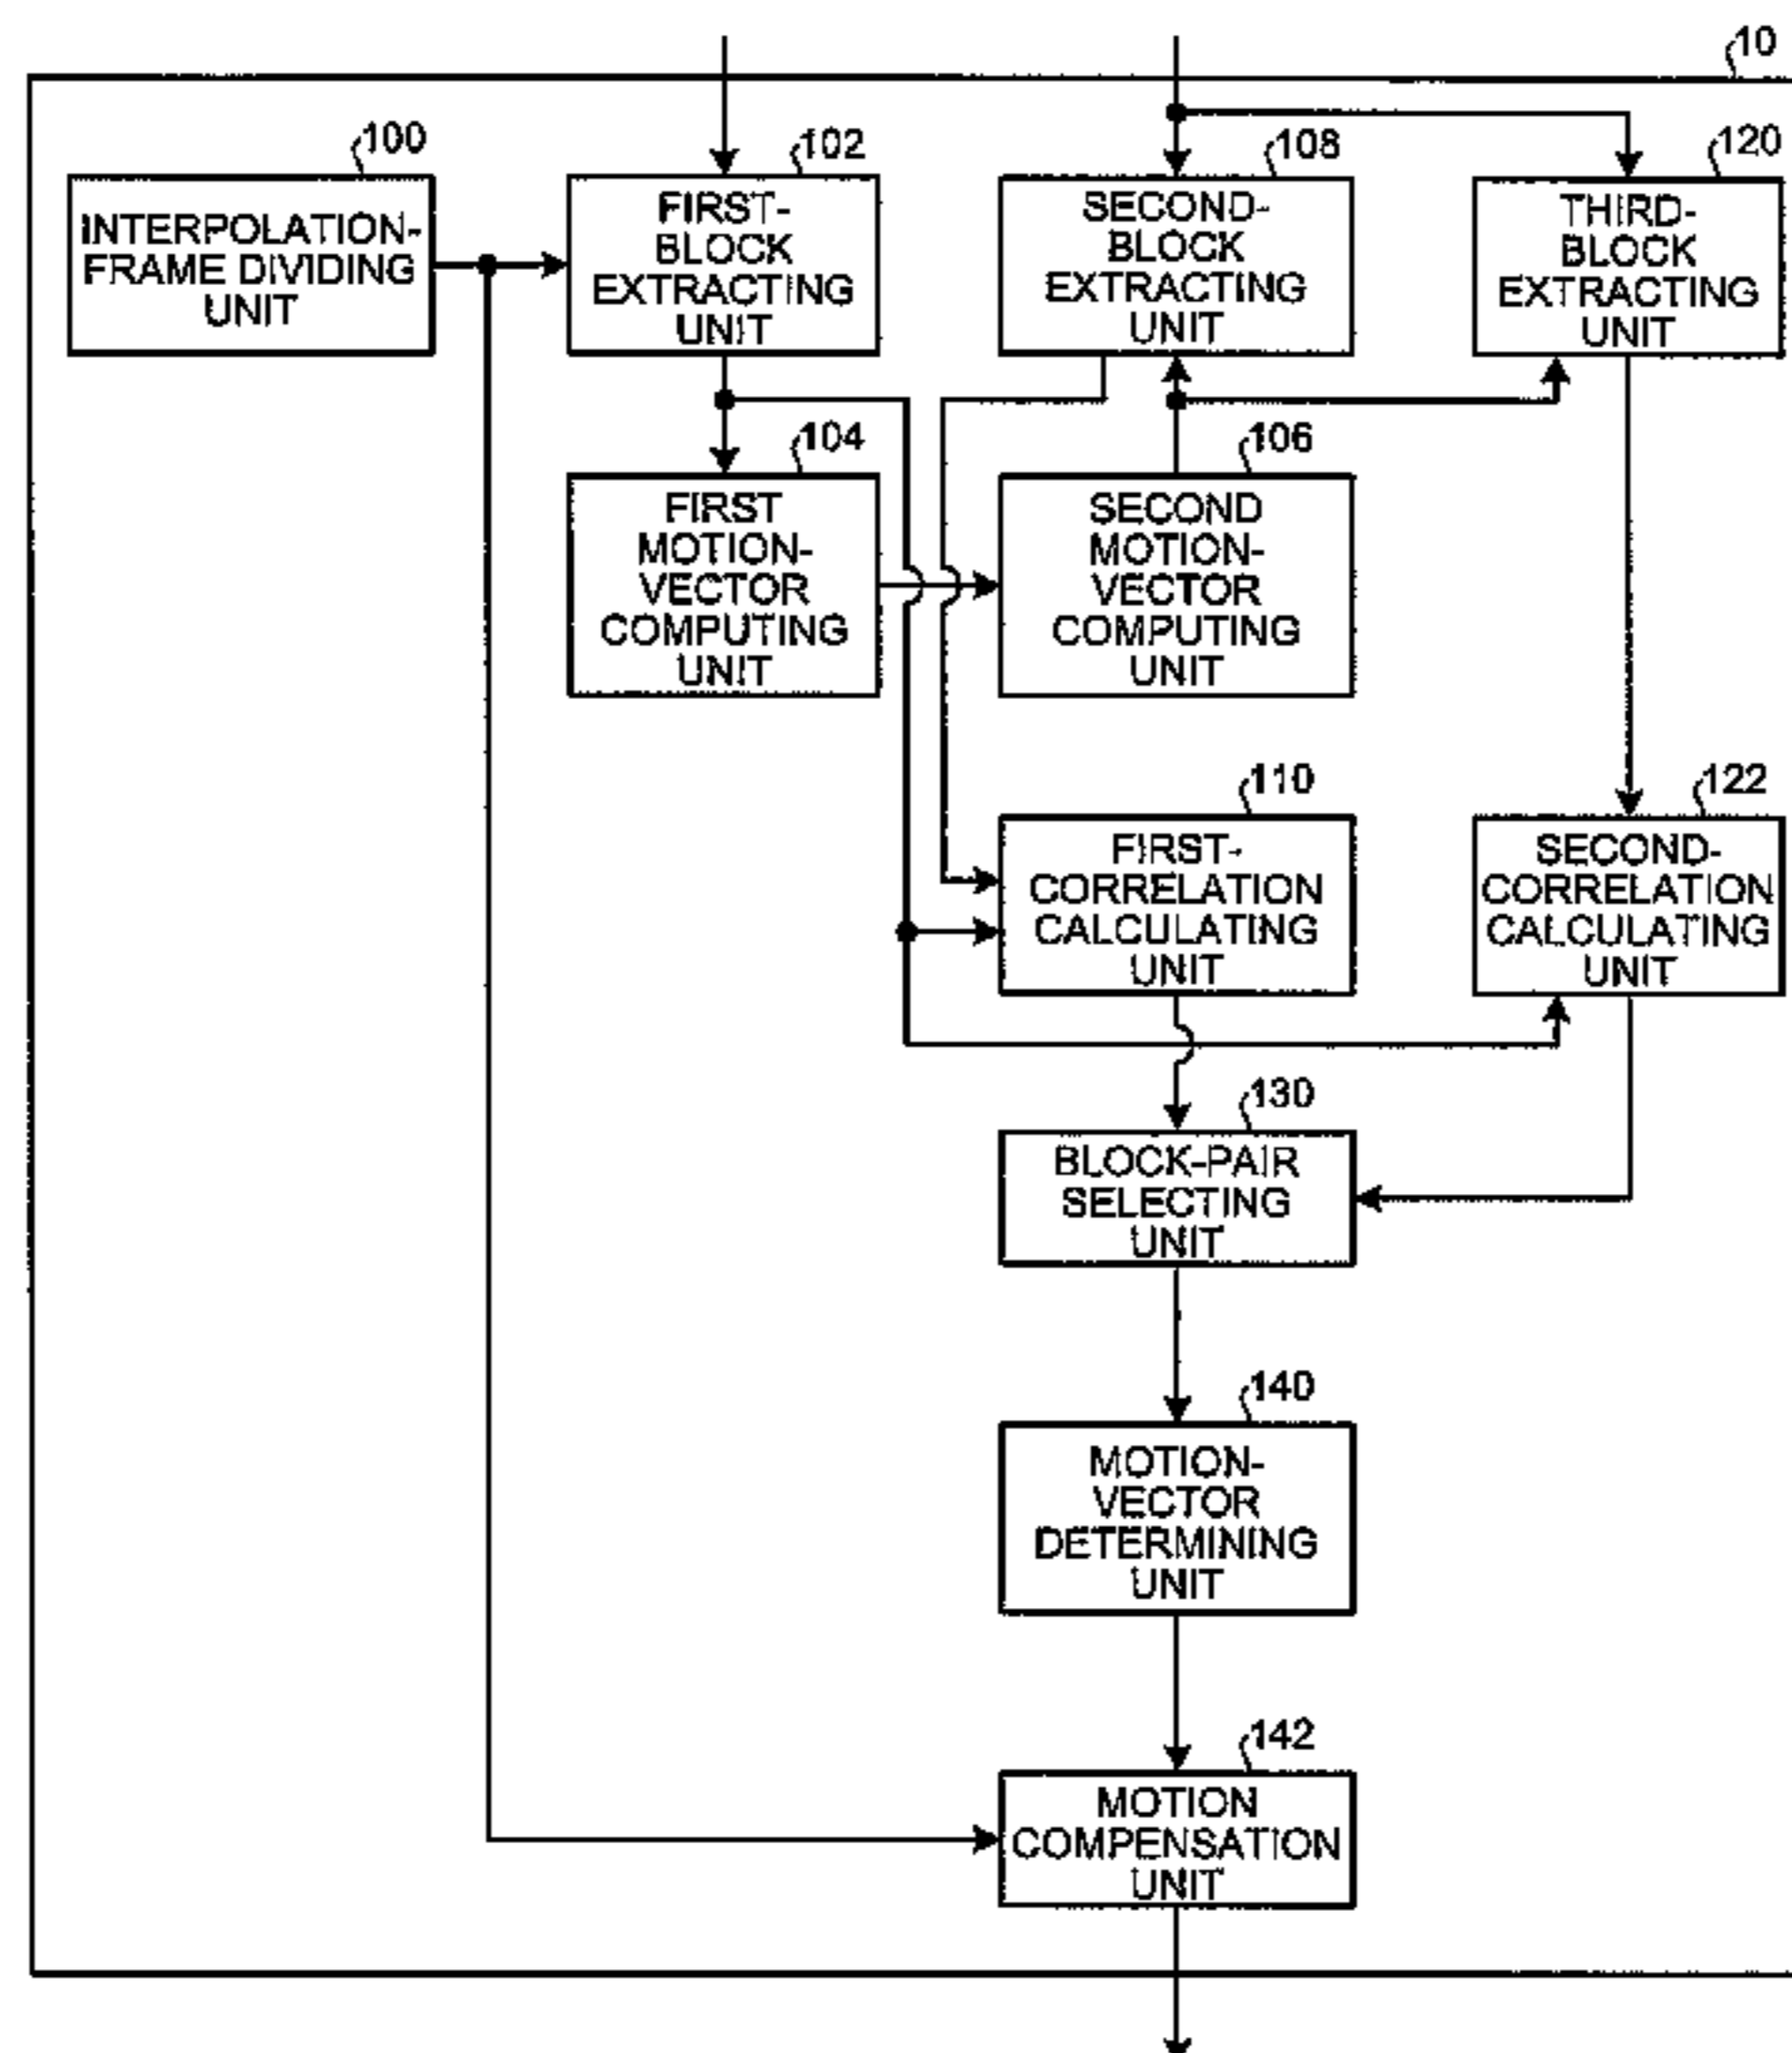 10
100
INTERPOLATION-
FRAME DIVIDING
UNIT
102
FIRST-
BLOCK
EXTRACTING
UNIT
108
SECOND-
BLOCK
EXTRACTING
UNIT
120
THIRD-
BLOCK
EXTRACTING
UNIT
104
FIRST
MOTION-
VECTOR
COMPUTING
UNIT
106
SECOND
MOTION-
VECTOR
COMPUTING
UNIT
110
FIRST-
CORRELATION
CALCULATING
UNIT
122
SECOND-
CORRELATION
CALCULATING
UNIT
130
BLOCK-PAIR
SELECTING
UNIT
140
MOTION-
VECTOR
DETERMINING
UNIT
142
MOTION
COMPENSATION
UNIT